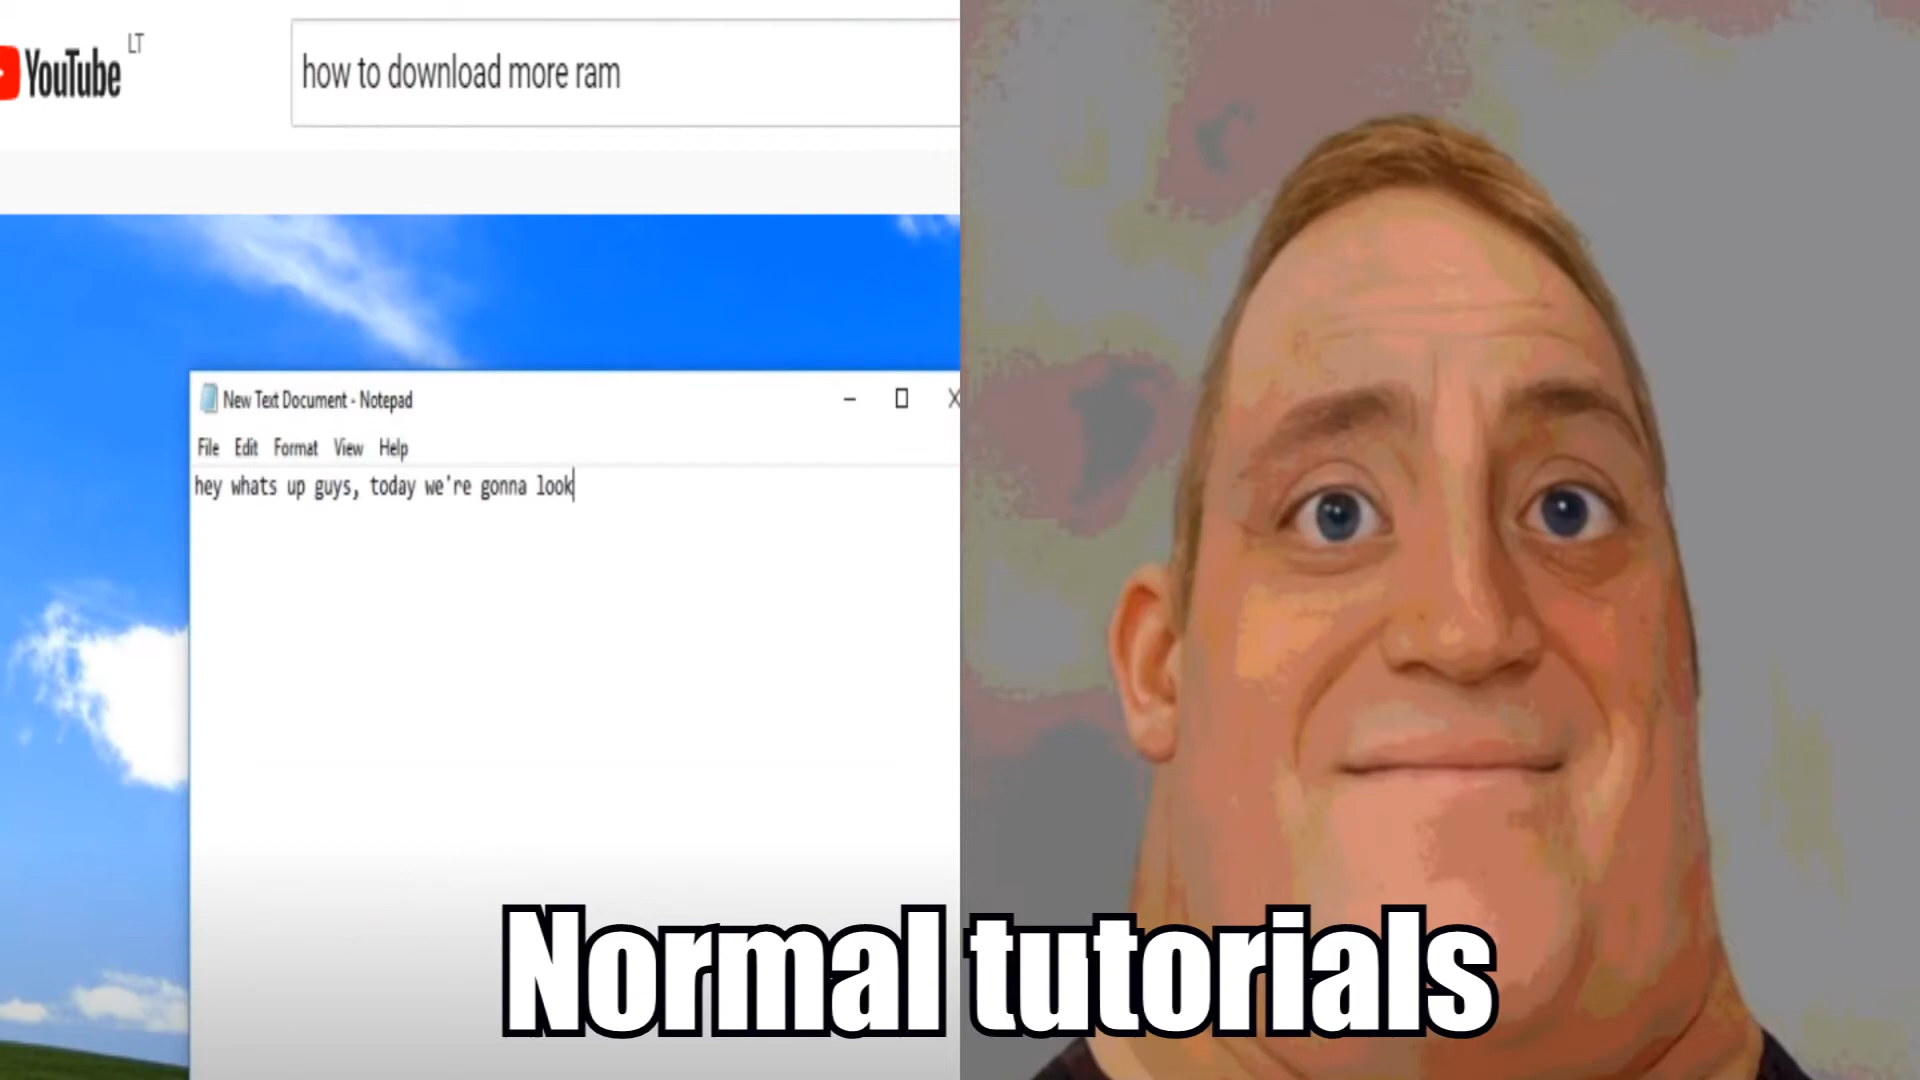 YouTube LT
how to download more ram
New Text Document - Notepad
File Edit Format View Help
hey whats up guys, today we're gonna look
Normal tutorials